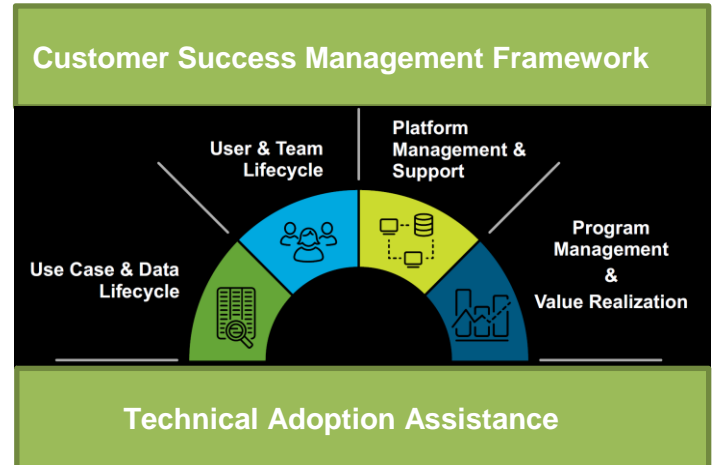 Customer Success Management Framework
User & Team
Lifecycle
Platform
Management &
Support
Use Case & Data
Lifecycle
Program
Management
&
Value Realization
Technical Adoption Assistance